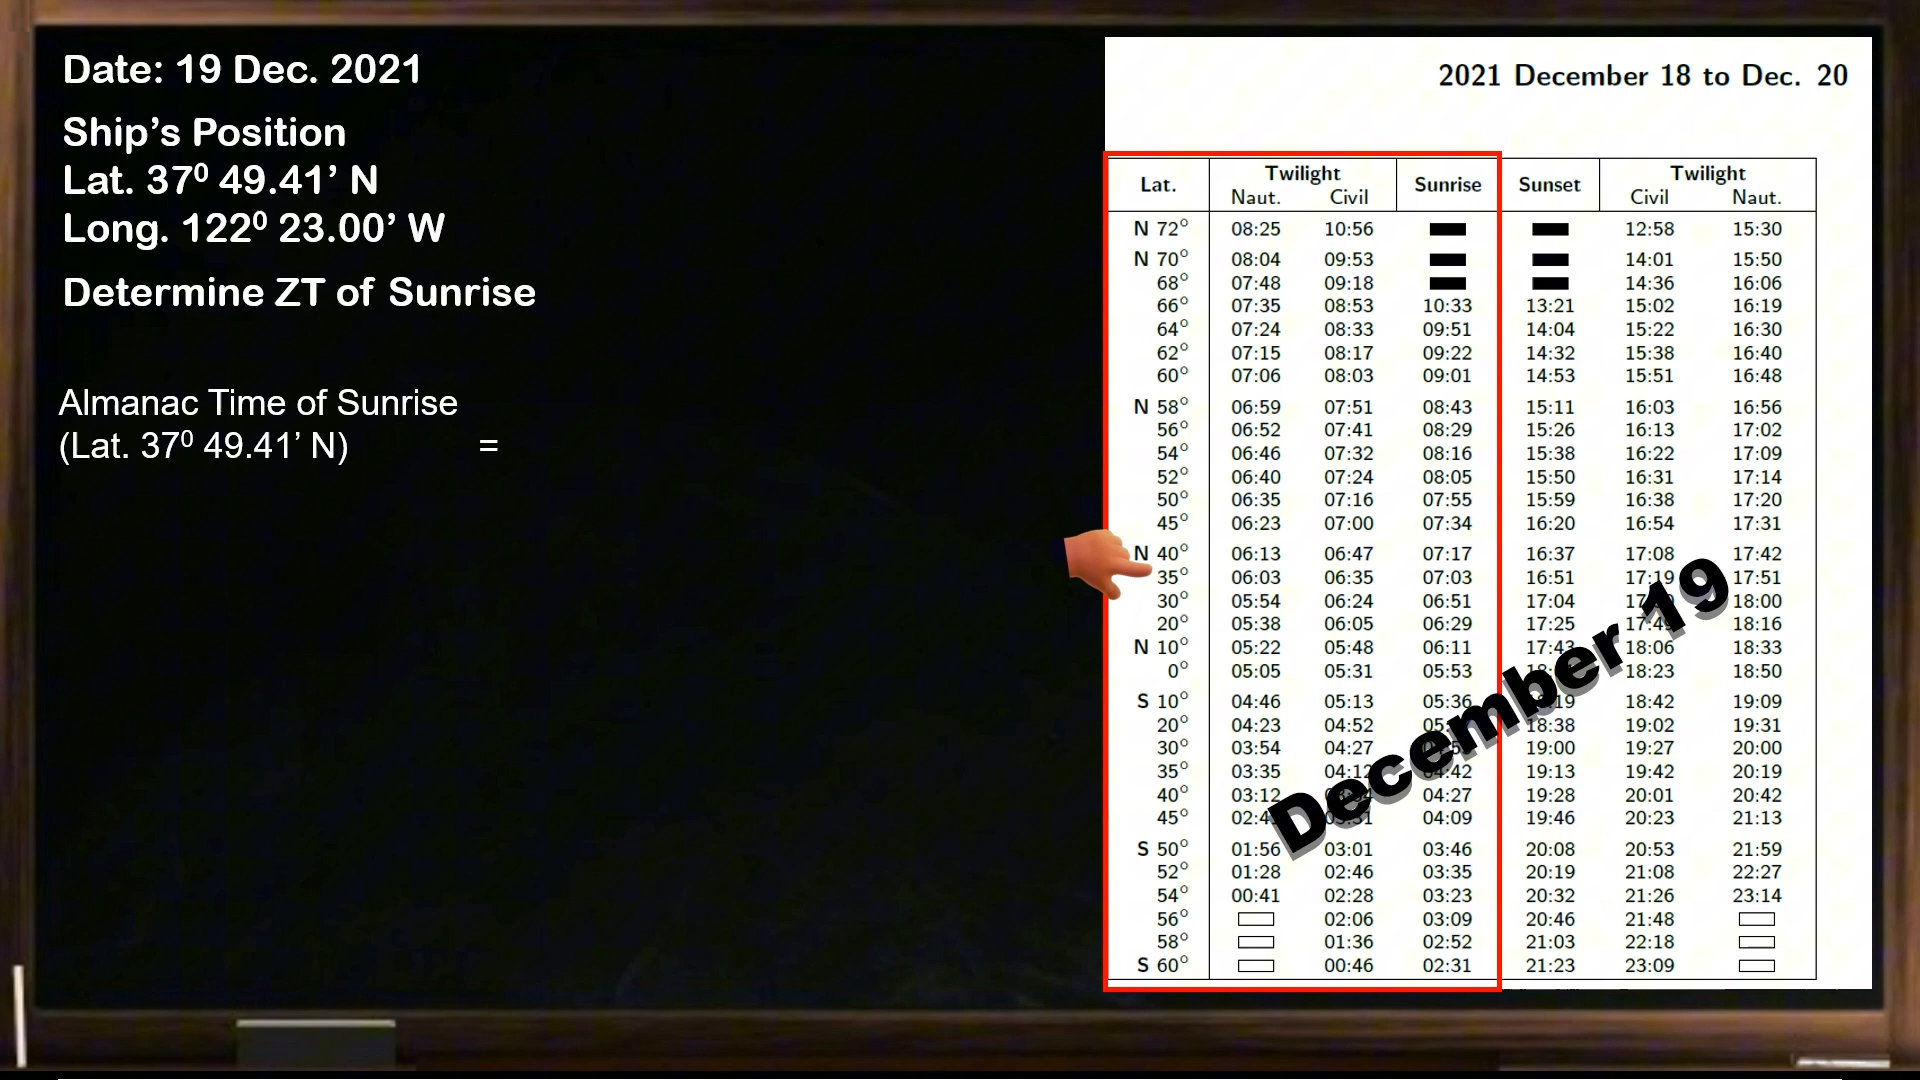 Date: 19 Dec. 2021
Ship’s Position
Lat. 37⁰ 49.41’ N
Long. 122⁰ 23.00’ W
Determine ZT of Sunrise
Almanac Time of Sunrise
(Lat. 37⁰ 49.41’ N) =
2021 December 18 to Dec. 20
Lat. Twilight Sunrise Sunset Twilight
Naut. Civil Civil Naut.
N 72° 08:25 10:56 12:58 15:30
N 70° 08:04 09:53 14:01 15:50
68° 07:48 09:18 14:36 16:06
66° 07:35 08:53 10:33 13:21 15:02 16:19
64° 07:24 08:33 09:51 14:04 15:22 16:30
62° 07:15 08:17 09:22 14:32 15:38 16:40
60° 07:06 08:03 09:01 14:53 15:51 16:48
N 58° 06:59 07:51 08:43 15:11 16:03 16:56
56° 06:52 07:41 08:29 15:26 16:13 17:02
54° 06:46 07:32 08:16 15:38 16:22 17:09
52° 06:40 07:24 08:05 15:50 16:31 17:14
50° 06:35 07:16 07:55 15:59 16:38 17:20
45° 06:23 07:00 07:34 16:20 16:54 17:31
N 40° 06:13 06:47 07:17 16:37 17:08 17:42
35° 06:03 06:35 07:03 16:51 17:19 17:51
30° 05:54 06:24 06:51 17:04 18:00
20° 05:38 06:05 06:29 17:25 18:16
N 10° 05:22 05:48 06:11 17:43 18:06 18:33
0° 05:05 05:31 05:53 18:23 18:50
S 10° 04:46 05:13 05:36 18:42 19:09
20° 04:23 04:52 18:38 19:02 19:31
30° 03:54 04:27 19:00 19:27 20:00
35° 03:35 04:12 04:42 19:13 19:42 20:19
40° 03:12 04:27 19:28 20:01 20:42
45° 04:09 19:46 20:23 21:13
S 50° 01:56 03:01 03:46 20:08 20:53 21:59
52° 01:28 02:46 03:35 20:19 21:08 22:27
54° 00:41 02:28 03:23 20:32 21:26 23:14
56° 02:06 03:09 20:46 21:48
58° 01:36 02:52 21:03 22:18
S 60° 00:46 02:31 21:23 23:09
December 19